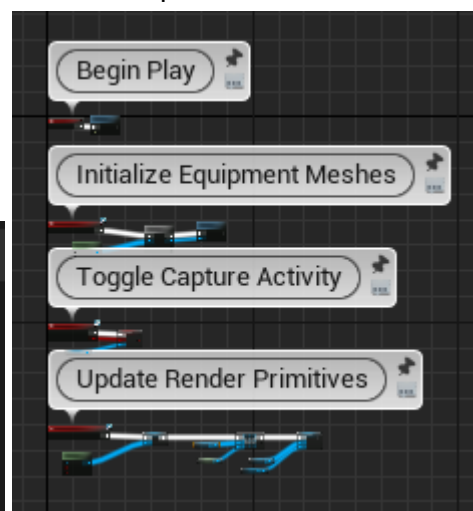 Begin Play
Initialize Equipment Meshes
Toggle Capture Activity
Update Render Primitives